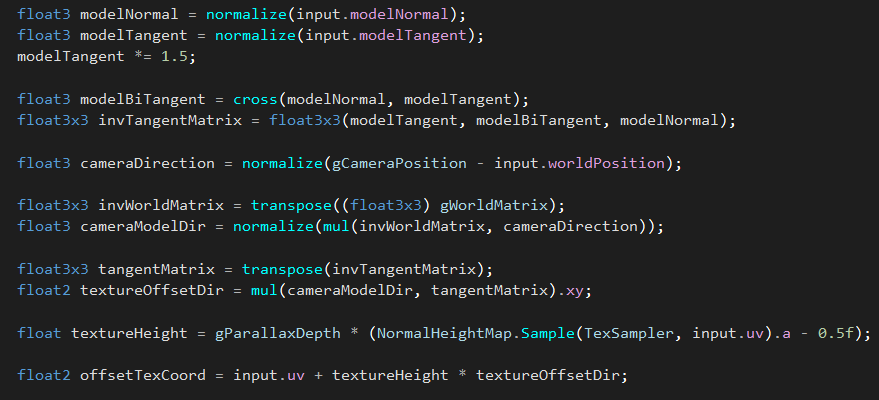 float3 modelNormal = normalize(input.modelNormal);
float3 modelTangent = normalize(input.modelTangent);
modelTangent *= 1.5;
float3 modelBiTangent = cross(modelNormal, modelTangent);
float3x3 invTangentMatrix = float3x3(modelTangent, modelBiTangent, modelNormal);
float3 cameraDirection = normalize(gCameraPosition - input.worldPosition);
float3x3 invWorldMatrix = transpose((float3x3) gWorldMatrix);
float3 cameraModelDir = normalize(mul(invWorldMatrix, cameraDirection));
float3x3 tangentMatrix = transpose(invTangentMatrix);
float2 textureOffsetDir = mul(cameraModelDir, tangentMatrix).xy;
float textureHeight = gParallaxDepth * (NormalHeightMap.Sample(TexSampler, input.uv).a - 0.5f);
float2 offsetTexCoord = input.uv + textureHeight * textureOffsetDir;